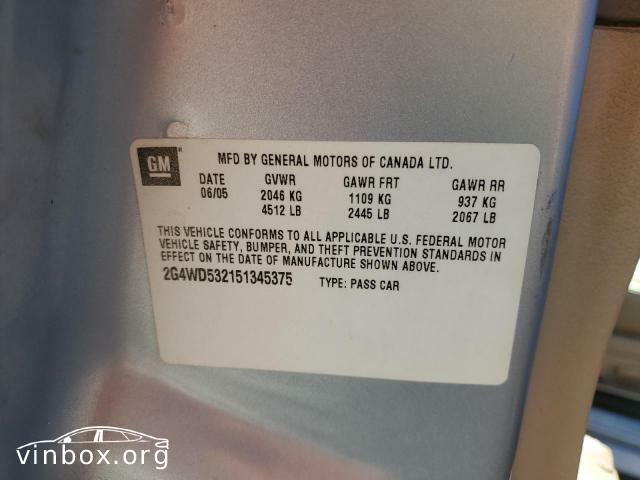 GM
MFD BY GENERAL MOTORS OF CANADA LTD.
DATE GVWR GAWR FRT GAWR RR
06/05 2046 KG 1109 KG 937 KG
4512 LB 2445 LB 2067 LB
THIS VEHICLE CONFORMS TO ALL APPLICABLE U.S. FEDERAL MOTOR
VEHICLE SAFETY, BUMPER, AND THEFT PREVENTION STANDARDS IN
EFFECT ON THE DATE OF MANUFACTURE SHOWN ABOVE.
2G4WD532151345375 TYPE: PASS CAR
vinbox.org